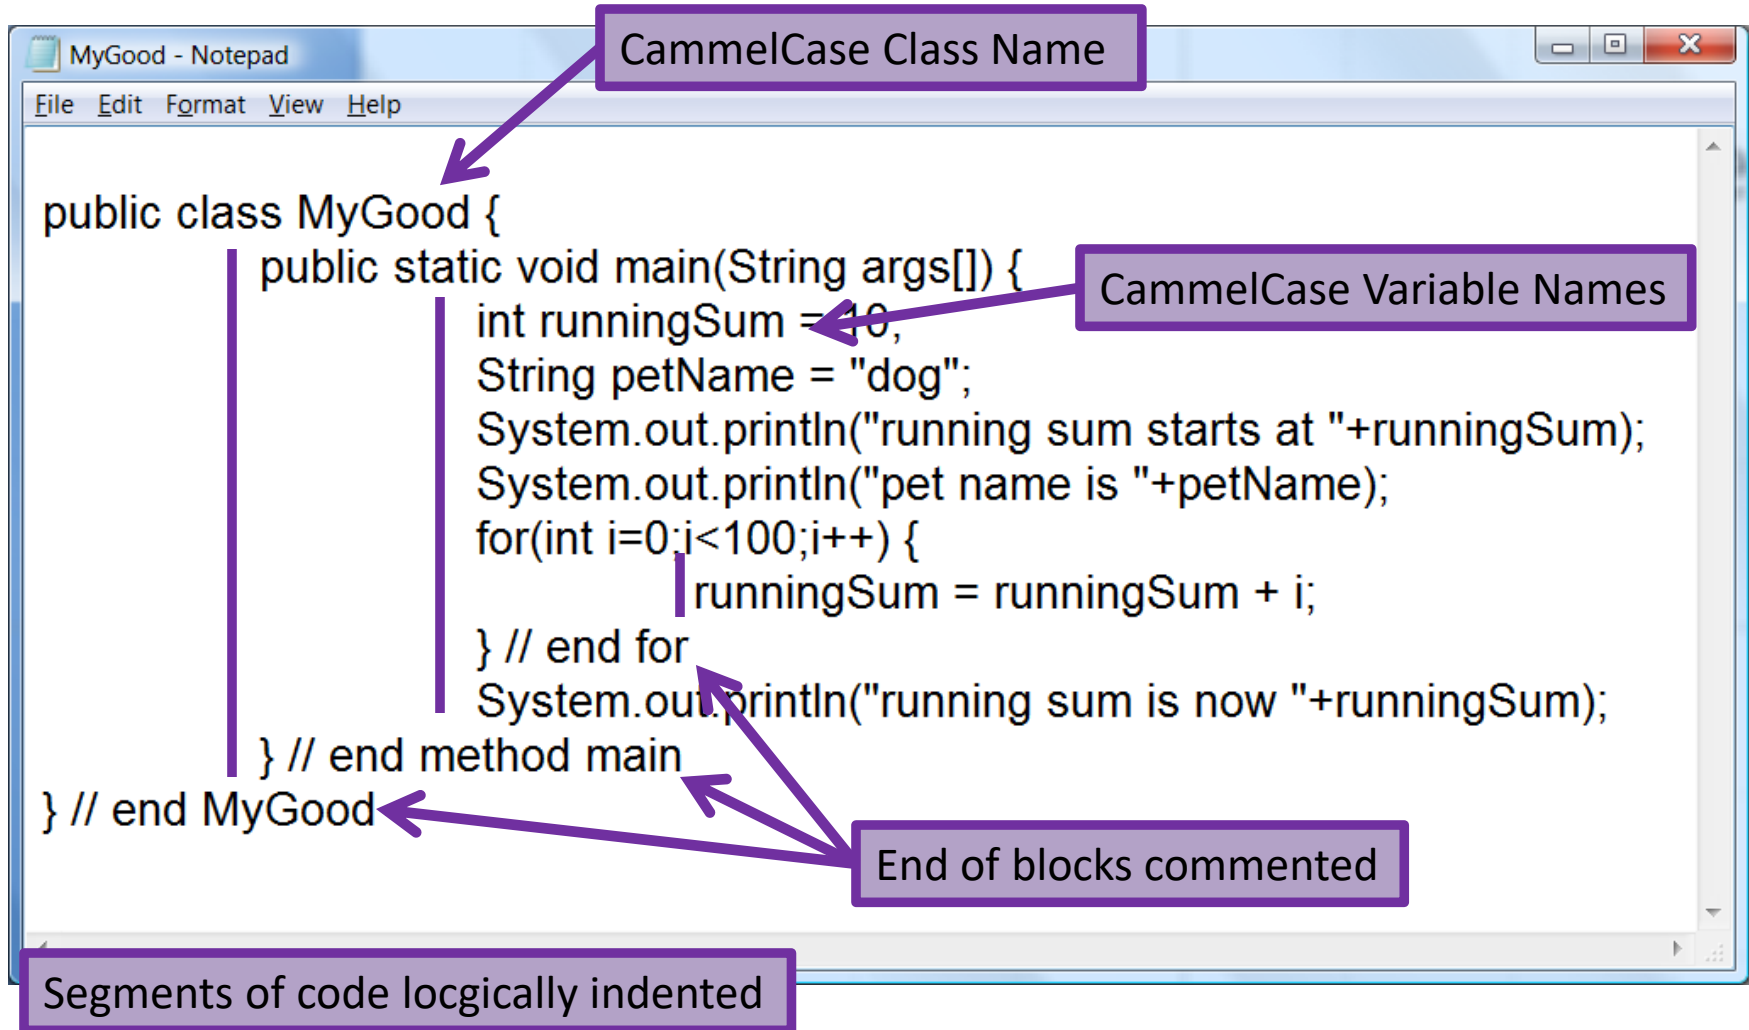 MyGood - Notepad
CammelCase Class Name
File Edit Format View Help
public class MyGood {
public static void main(String args[]) {
CammelCase Variable Names
int runningSum = 10;
String petName = "dog";
System.out.println("running sum starts at "+runningSum);
System.out.println("pet name is "+petName);
for(int i=0;i<100;i++) {
runningSum = runningSum + i;
} // end for
System.out.println("running sum is now "+runningSum);
} // end method main
} // end MyGood
End of blocks commented
Segments of code locgically indented